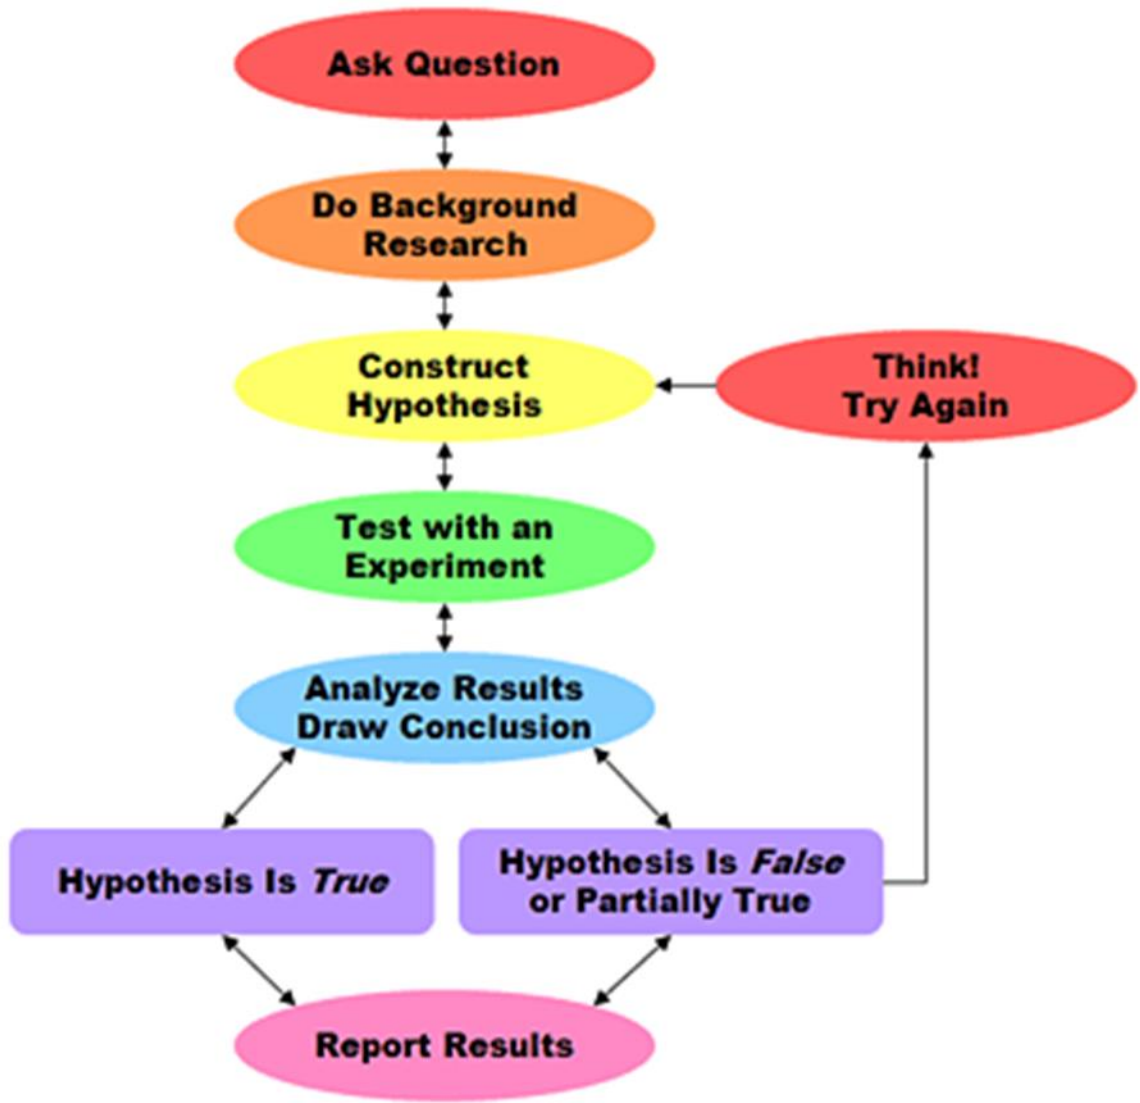 Ask Question
Do Background
Research
Construct
Hypothesis
Think!
Try Again
Test with an
Experiment
Analyze Results
Draw Conclusion
Hypothesis Is True
Hypothesis Is False
or Partially True
Report Results